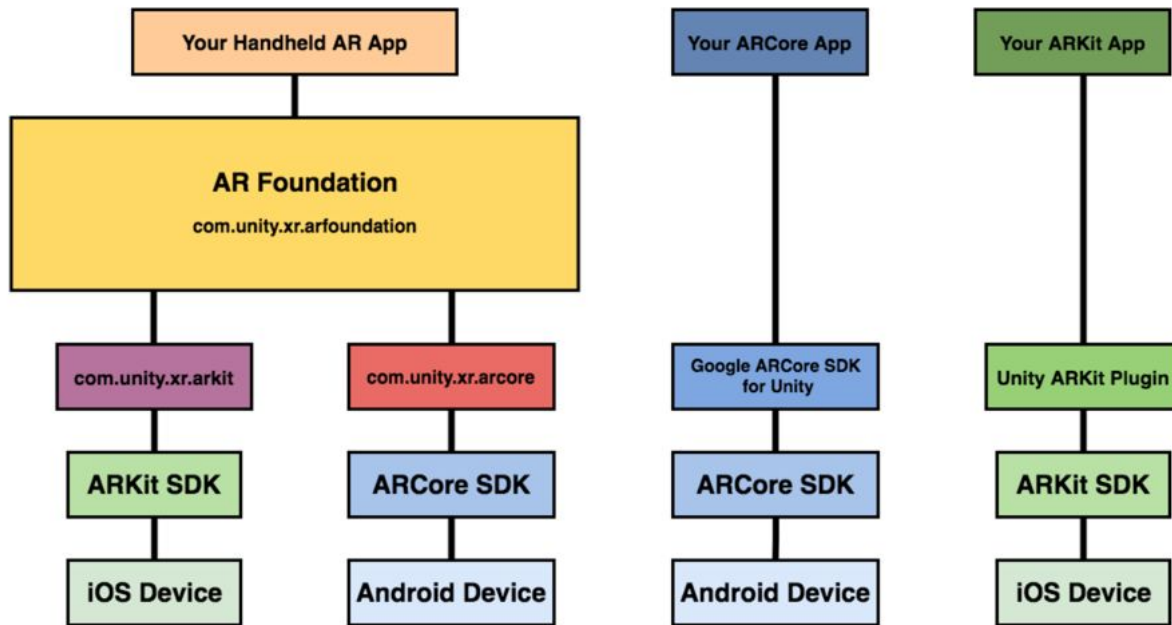 Your Handheld AR App
Your ARCore App
Your ARKit App
AR Foundation
com.unity.xr.arfoundation
com.unity.xr.arkit
com.unity.xr.arcore
Google ARCore SDK
for Unity
Unity ARKit Plugin
ARKit SDK
ARCore SDK
ARCore SDK
ARKit SDK
iOS Device
Android Device
Android Device
iOS Device